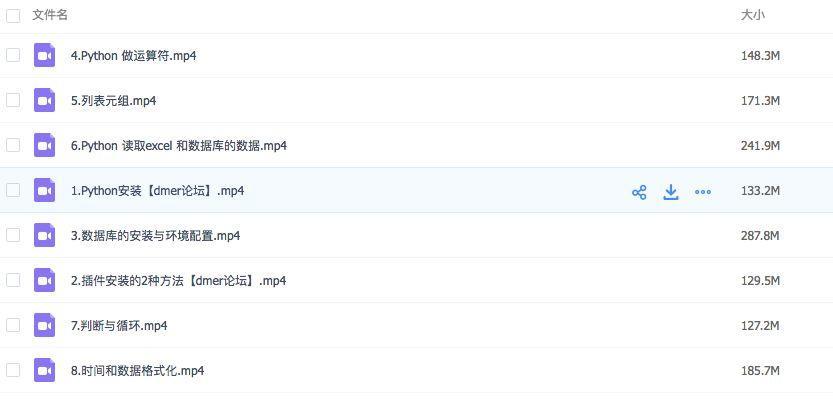 文件名 大小
4.Python 做运算符.mp4 148.3M
5.列表元组.mp4 171.3M
6.Python 读取excel 和数据库的数据.mp4 241.9M
1.Python安装【dmer论坛】.mp4 133.2M
3.数据库的安装与环境配置.mp4 287.8M
2.插件安装的2种方法【dmer论坛】.mp4 129.5M
7.判断与循环.mp4 127.2M
8.时间和数据格式化.mp4 185.7M